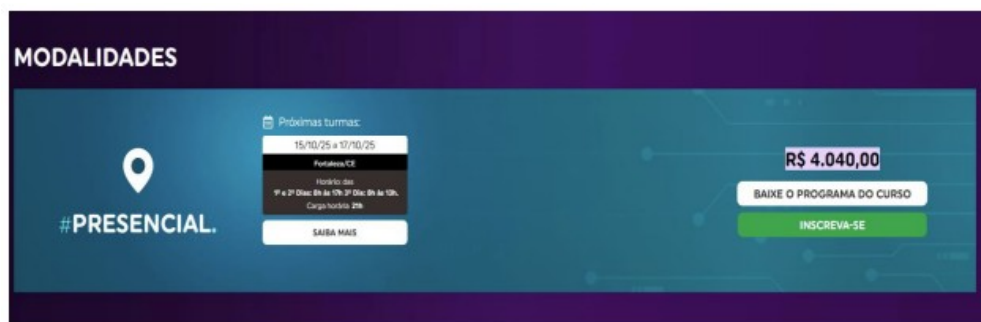 MODALIDADES
#PRESENCIAL.
Próximas turmas:
15/10/25 a 17/10/25
Fortaleza/CE
Horário: das
1º e 2º Dias: 8h às 17h 3º Dia: 8h às 12h.
Carga horária: 21h
SAIBA MAIS
R$ 4.040,00
BAIXE O PROGRAMA DO CURSO
INSCREVA-SE